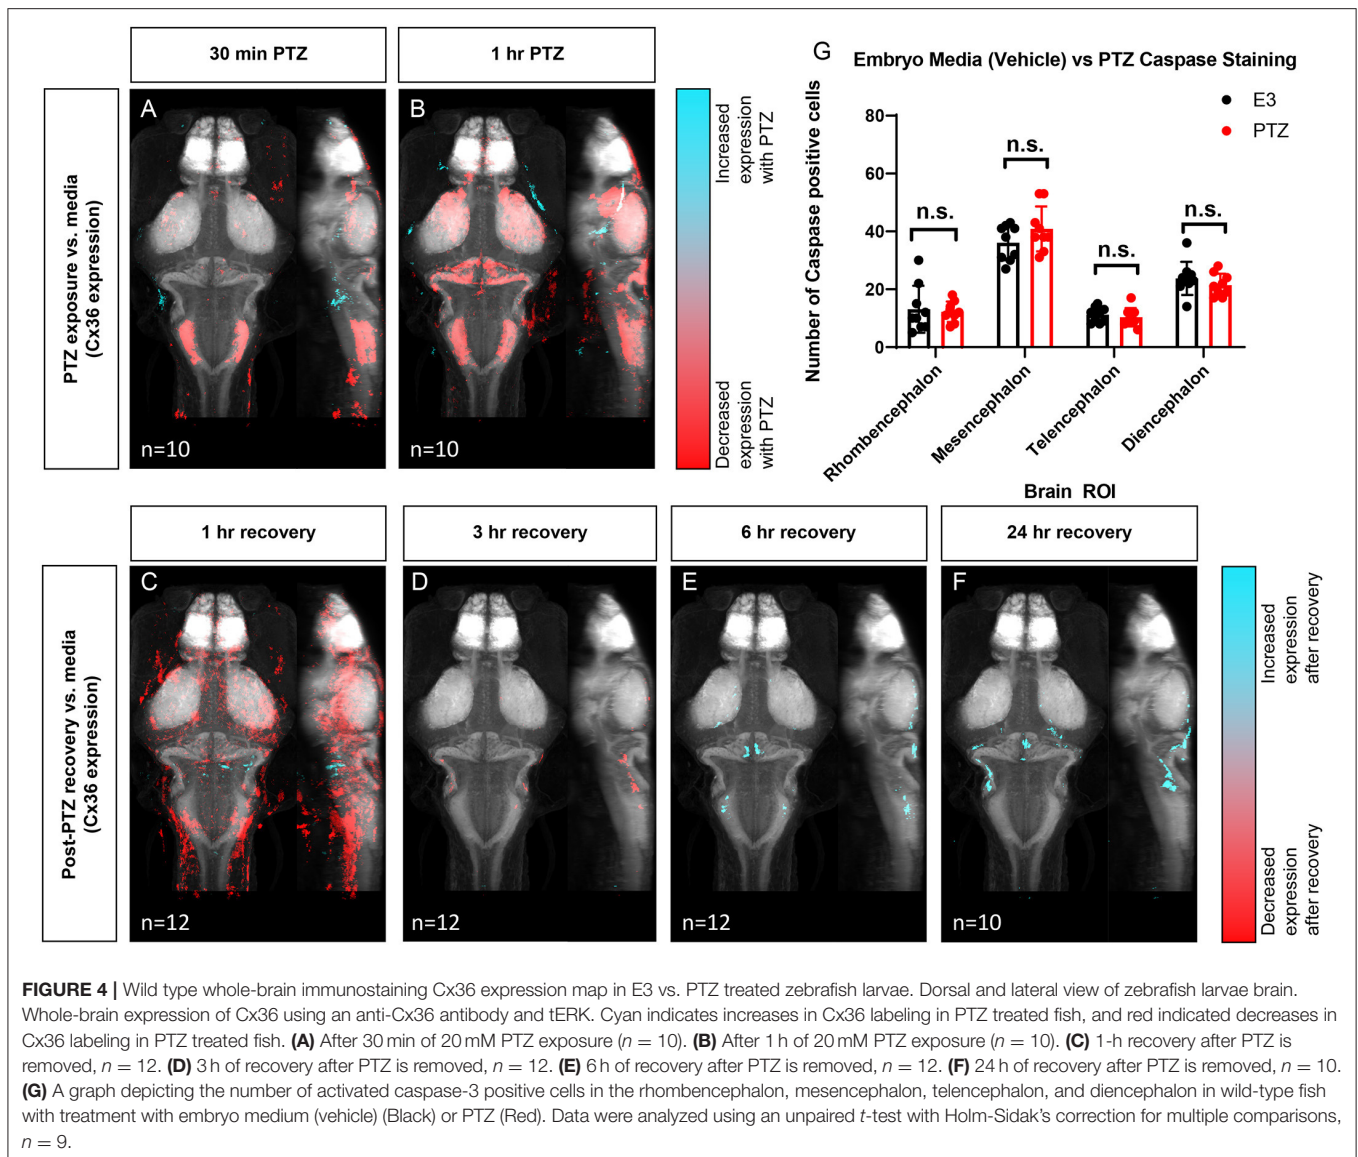 30 min PTZ
1 hr PTZ
PTZ exposure vs. media
(Cx36 expression)
A
n=10
B
n=10
Increased
expression
with PTZ
Decreased
expression
with PTZ
G
Embryo Media (Vehicle) vs PTZ Caspase Staining
E3
PTZ
Number of Caspase positive cells
80
60
40
20
0
n.s.
n.s.
n.s.
n.s.
Rhombencephalon
Mesencephalon
Telencephalon
Diencephalon
Brain ROI
1 hr recovery
3 hr recovery
6 hr recovery
24 hr recovery
Post-PTZ recovery vs. media
(Cx36 expression)
C
n=12
D
n=12
E
n=12
F
n=10
Increased
expression
after recovery
Decreased
expression
after recovery
FIGURE 4 | Wild type whole-brain immunostaining Cx36 expression map in E3 vs. PTZ treated zebrafish larvae. Dorsal and lateral view of zebrafish larvae brain.
Whole-brain expression of Cx36 using an anti-Cx36 antibody and tERK. Cyan indicates increases in Cx36 labeling in PTZ treated fish, and red indicated decreases in
Cx36 labeling in PTZ treated fish. (A) After 30 min of 20 mM PTZ exposure (n = 10). (B) After 1 h of 20 mM PTZ exposure (n = 10). (C) 1-h recovery after PTZ is
removed, n = 12. (D) 3 h of recovery after PTZ is removed, n = 12. (E) 6 h of recovery after PTZ is removed, n = 12. (F) 24 h of recovery after PTZ is removed, n = 10.
(G) A graph depicting the number of activated caspase-3 positive cells in the rhombencephalon, mesencephalon, telencephalon, and diencephalon in wild-type fish
with treatment with embryo medium (vehicle) (Black) or PTZ (Red). Data were analyzed using an unpaired t-test with Holm-Sidak's correction for multiple comparisons,
n = 9.